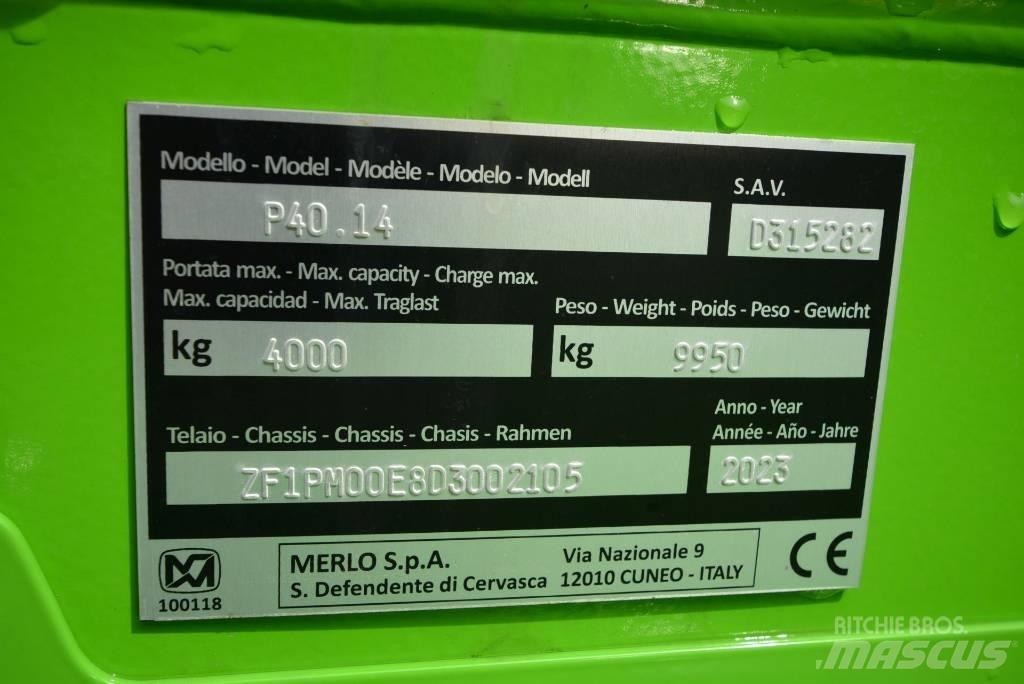 Modello - Model - Modèle - Modelo - Modell
P40.14
S.A.V.
D315282
Portata max. - Max. capacity - Charge max.
Max. capacidad - Max. Traglast
kg 4000
Peso - Weight - Poids - Peso - Gewicht
kg 9950
Telaio - Chassis - Chassis - Chasis - Rahmen
ZF1PM00E8D3002105
Anno - Year
Année - Año - Jahre
2023
100118
MERLO S.p.A.
S. Defendente di Cervasca
Via Nazionale 9
12010 CUNEO - ITALY
CE
RITCHIE BROS.
MASCUS